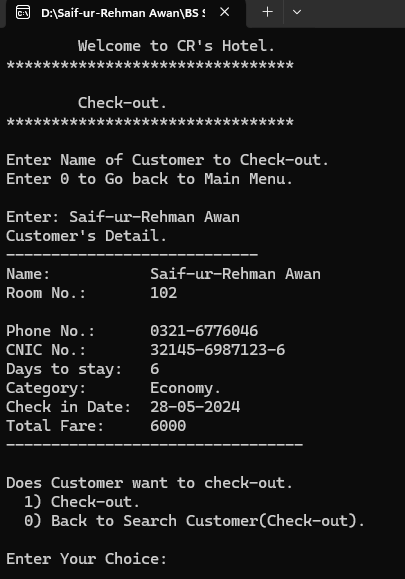 D:\Saif-ur-Rehman Awan\BS S
Welcome to CR's Hotel.
********************************
Check-out.
********************************
Enter Name of Customer to Check-out.
Enter 0 to Go back to Main Menu.
Enter: Saif-ur-Rehman Awan
Customer's Detail.
----------------------------
Name: Saif-ur-Rehman Awan
Room No.: 102
Phone No.: 0321-6776046
CNIC No.: 32145-6987123-6
Days to stay: 6
Category: Economy.
Check in Date: 28-05-2024
Total Fare: 6000
---------------------------------
Does Customer want to check-out.
1) Check-out.
0) Back to Search Customer(Check-out).
Enter Your Choice: